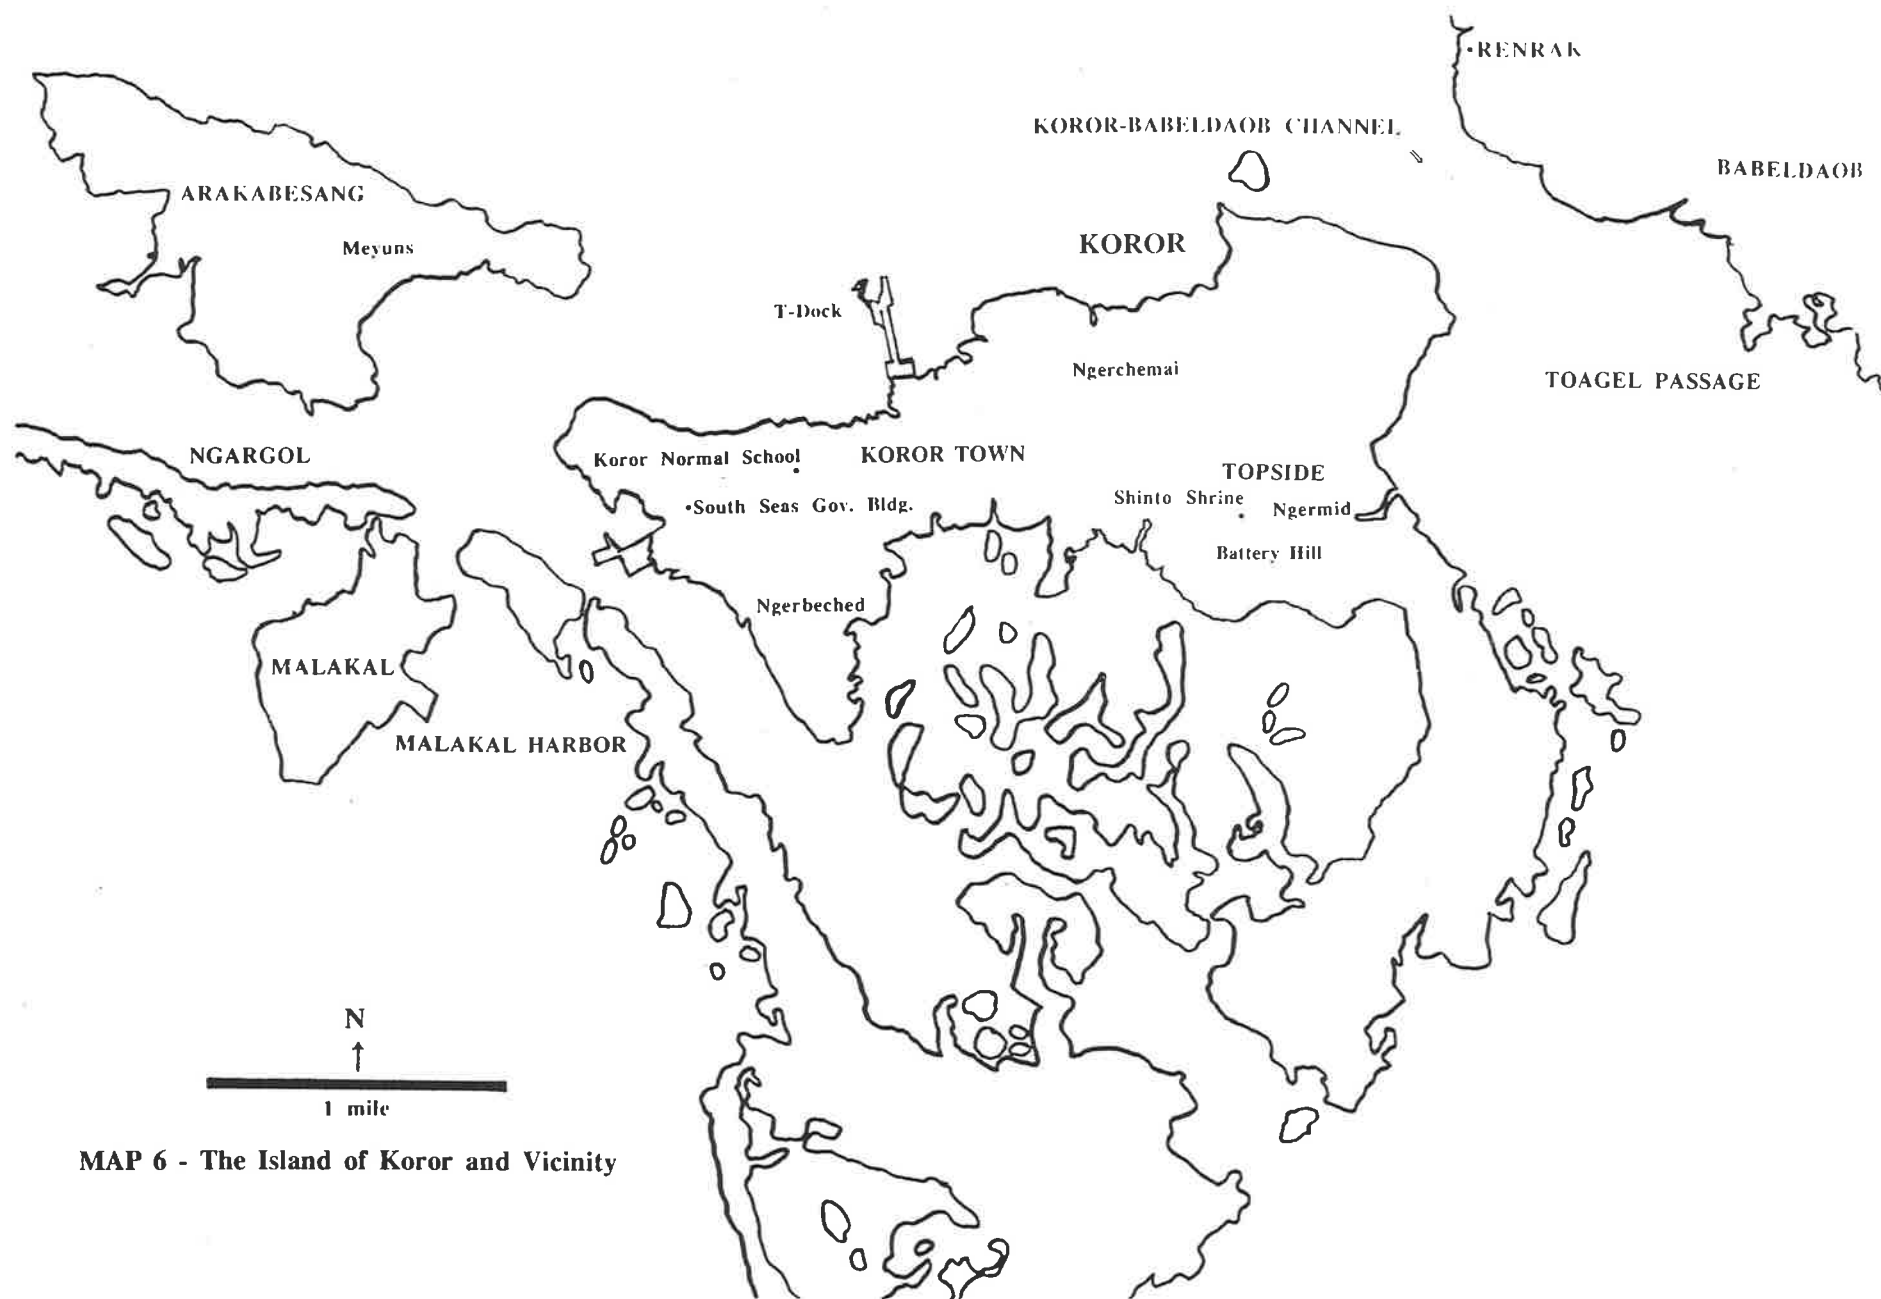 RENRAK
KOROR-BABELDAOB CHANNEL
BABELDAOB
ARAKABESANG
KOROR
Meyuns
T-Dock
Ngerchemai
TOAGEL PASSAGE
NGARGOL
Koror Normal School
KOROR TOWN
TOPSIDE
Shinto Shrine
South Seas Gov. Bldg.
Ngermid
Battery Hill
Ngerbeched
MALAKAL
MALAKAL HARBOR
N
1 mile
MAP 6 - The Island of Koror and Vicinity